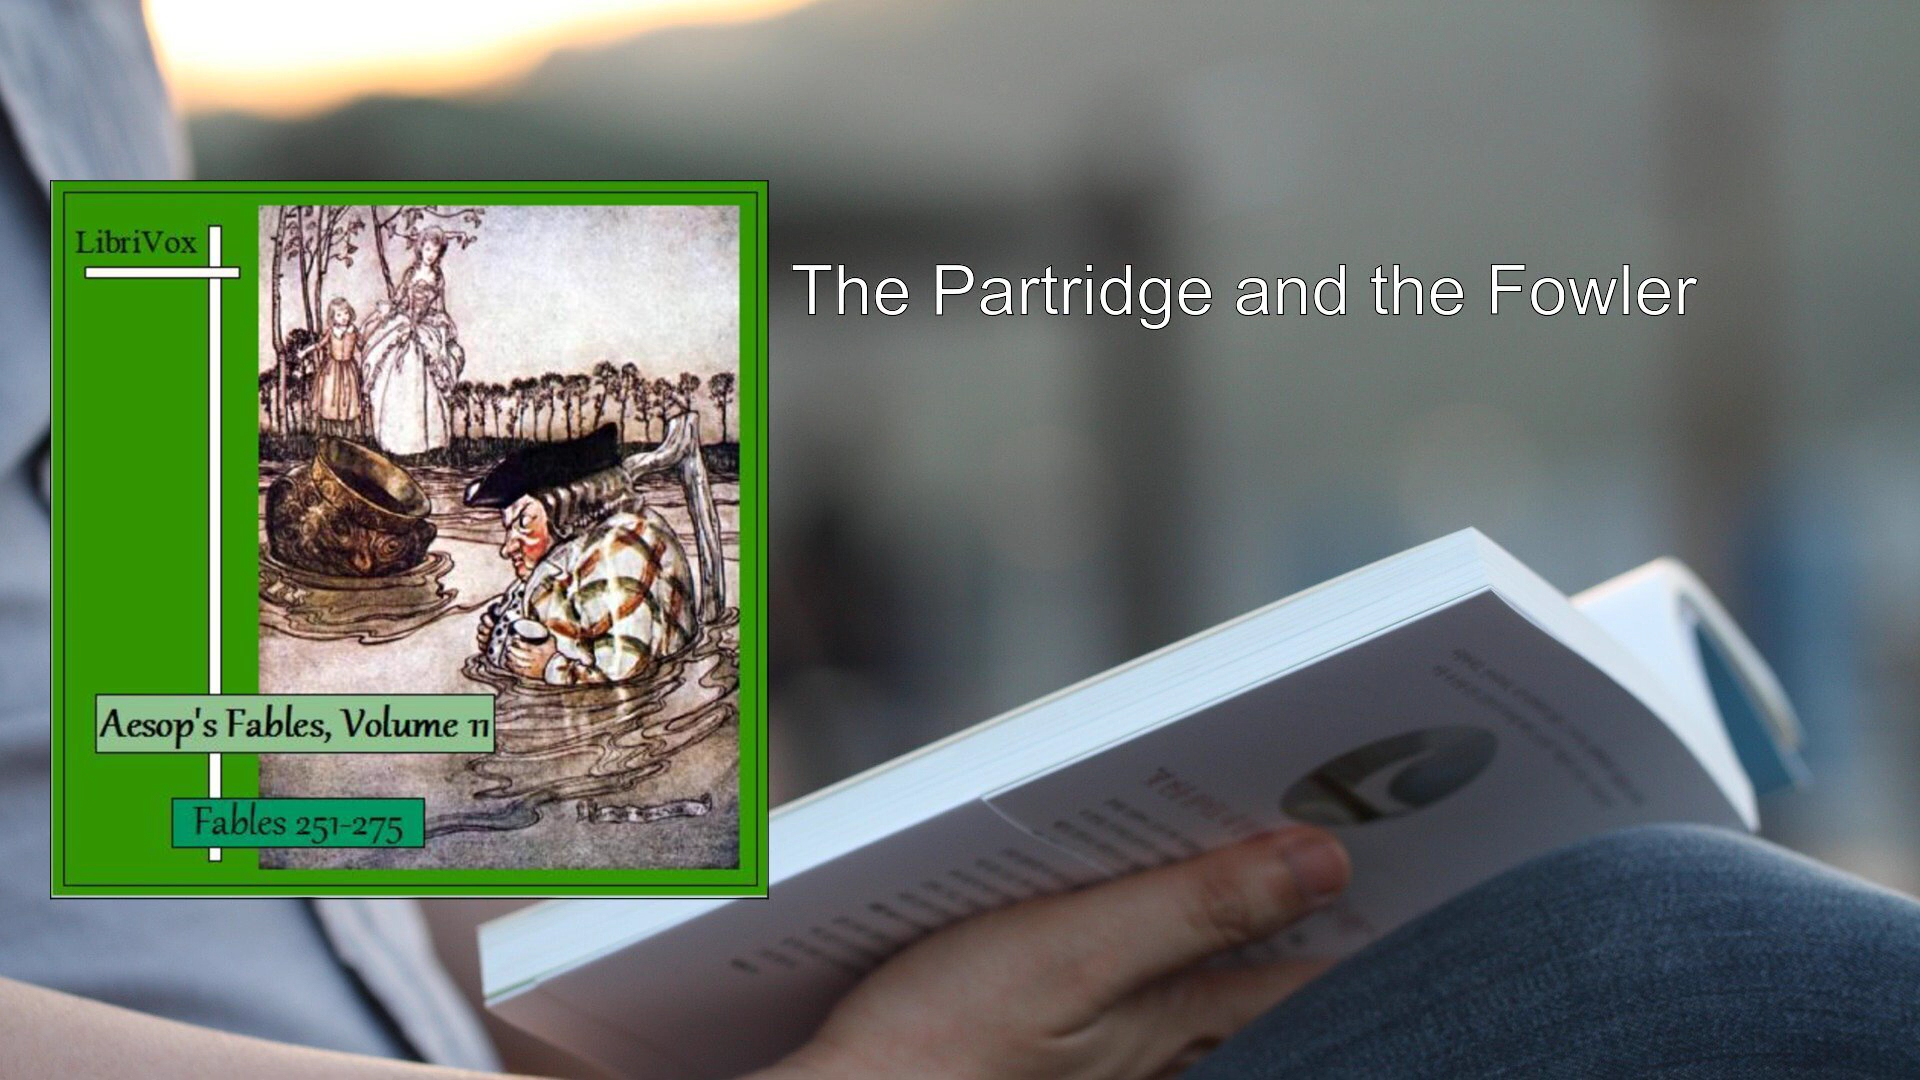 LibriVox
The Partridge and the Fowler
Aesop's Fables, Volume 11
Fables 251-275